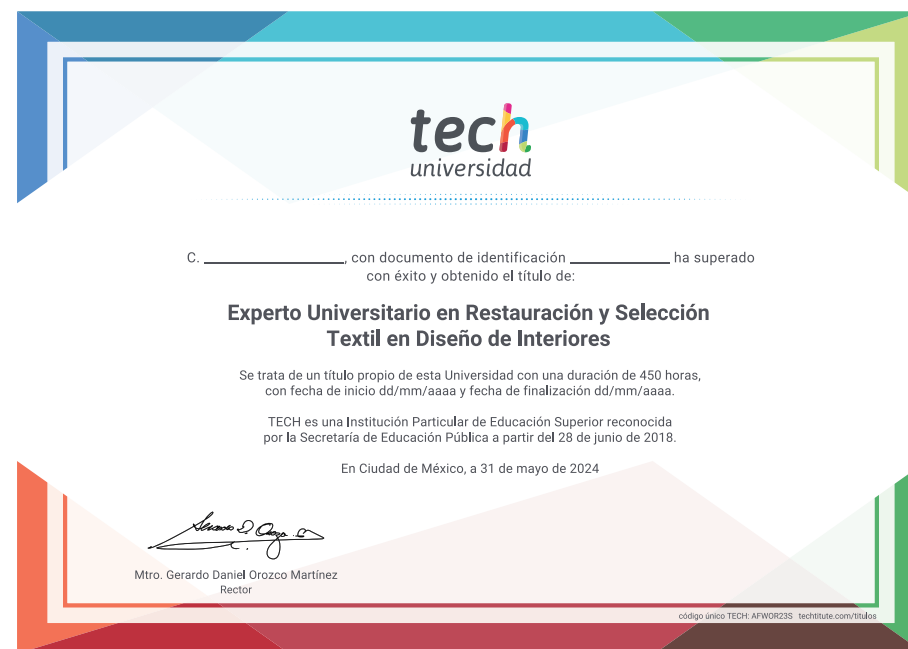 tech
universidad
C. ____________________, con documento de identificación ______________ ha superado
con éxito y obtenido el título de:
Experto Universitario en Restauración y Selección
Textil en Diseño de Interiores
Se trata de un título propio de esta Universidad con una duración de 450 horas,
con fecha de inicio dd/mm/aaaa y fecha de finalización dd/mm/aaaa.
TECH es una Institución Particular de Educación Superior reconocida
por la Secretaría de Educación Pública a partir del 28 de junio de 2018.
En Ciudad de México, a 31 de mayo de 2024
Mtro. Gerardo Daniel Orozco Martínez
Rector
código único TECH: AFWOR23S techtitute.com/titulos